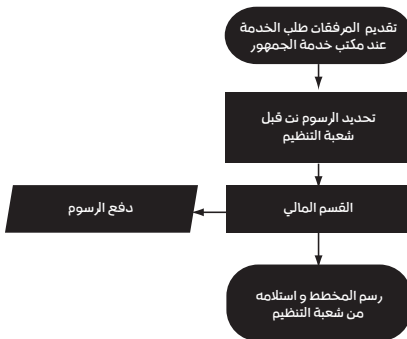 تقديم المرفقات طلب الخدمة
عند مكتب خدمة الجمهور
تحديد الرسوم نت قبل
شعبة التنظيم
القسم المالي
دفع الرسوم
رسم المخطط و استلامه
من شعبة التنظيم